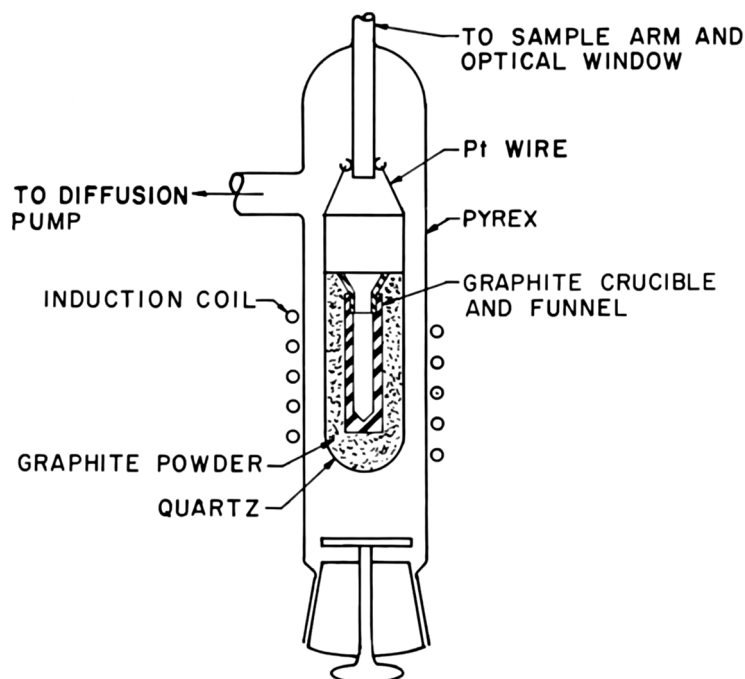 TO SAMPLE ARM AND
OPTICAL WINDOW
Pt WIRE
TO DIFFUSION
PUMP
PYREX
GRAPHITE CRUCIBLE
AND FUNNEL
INDUCTION COIL
GRAPHITE POWDER
QUARTZ